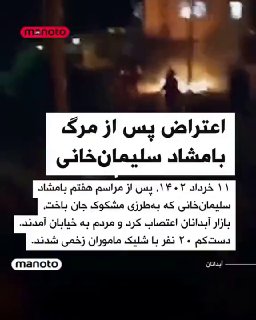 manoto
اعتراض پس از مرگ
بامشاد سلیمان‌خانی
۱۱ خرداد ۱۴۰۲، پس از مراسم هفتم بامشاد
سلیمان‌خانی که به‌طرزی مشکوک جان باخت،
بازار آبدانان اعتصاب کرد و مردم به خیابان آمدند.
دست‌کم ۲۰ نفر با شلیک ماموران زخمی شدند.
manoto
آبدانان